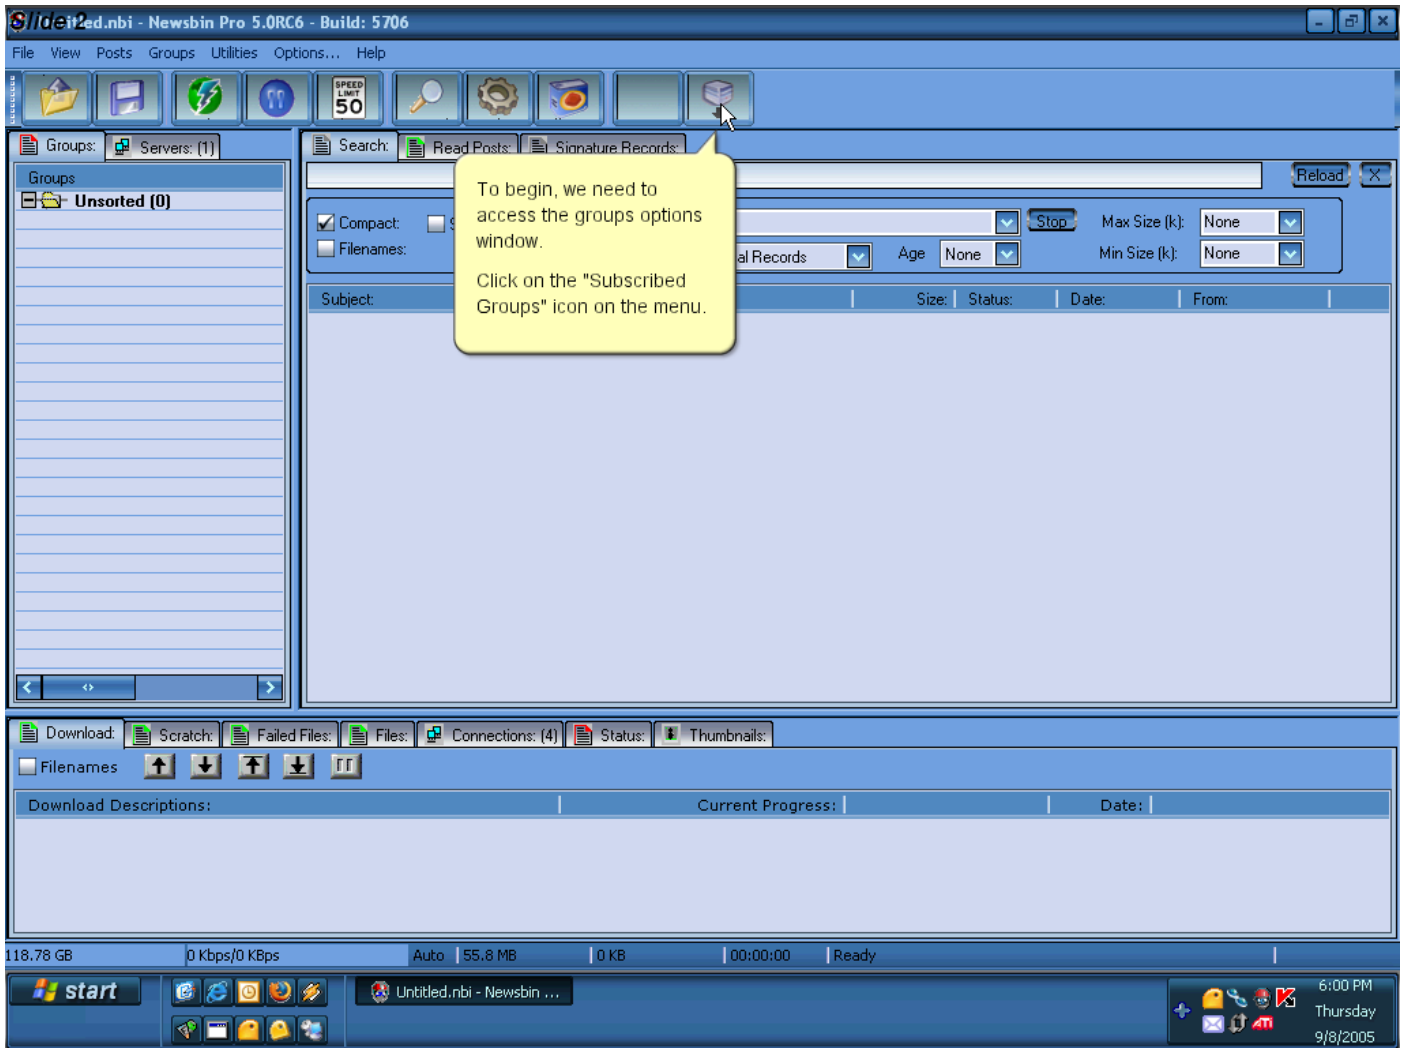 Slide 2
Untitled.nbi - Newsbin Pro 5.0RC6 - Build: 5706
File View Posts Groups Utilities Options... Help
SPEED LIMIT 50
Groups: Servers: (1)
Search: Read Posts: Signature Records:
Groups
Unsorted (0)
Reload X
To begin, we need to
access the groups options
window.
Click on the "Subscribed
Groups" icon on the menu.
Compact: Stop Max Size (k): None
Filenames: al Records Age None Min Size (k): None
Subject: Size: Status: Date: From:
Download: Scratch: Failed Files: Files: Connections: (4) Status: Thumbnails:
Filenames
Download Descriptions: Current Progress: Date:
118.78 GB 0 Kbps/0 KBps Auto 55.8 MB 0 KB 00:00:00 Ready
start Untitled.nbi - Newsbin ... ATI 6:00 PM
Thursday
9/8/2005